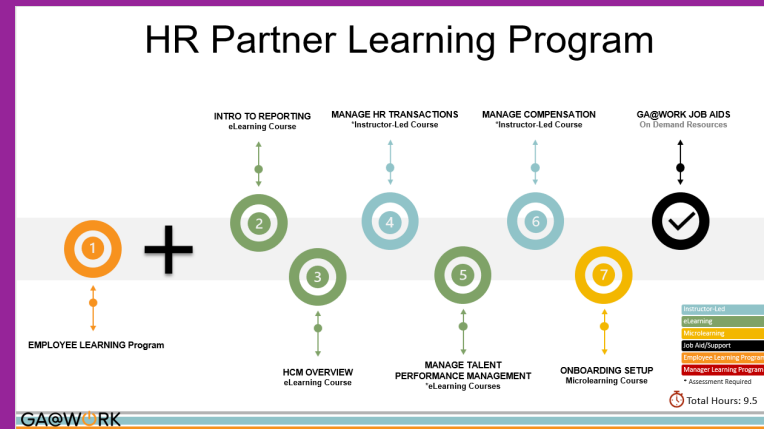 HR Partner Learning Program
INTRO TO REPORTING
eLearning Course
MANAGE HR TRANSACTIONS
*Instructor-Led Course
MANAGE COMPENSATION
*Instructor-Led Course
GA@WORK JOB AIDS
On Demand Resources
1
2
3
4
5
6
7
EMPLOYEE LEARNING Program
HCM OVERVIEW
eLearning Course
MANAGE TALENT
PERFORMANCE MANAGEMENT
*eLearning Courses
ONBOARDING SETUP
Microlearning Course
Instructor-Led
eLearning
Microlearning
Job Aid/Support
Employee Learning Program
Manager Learning Program
* Assessment Required
Total Hours: 9.5
GA@WORK